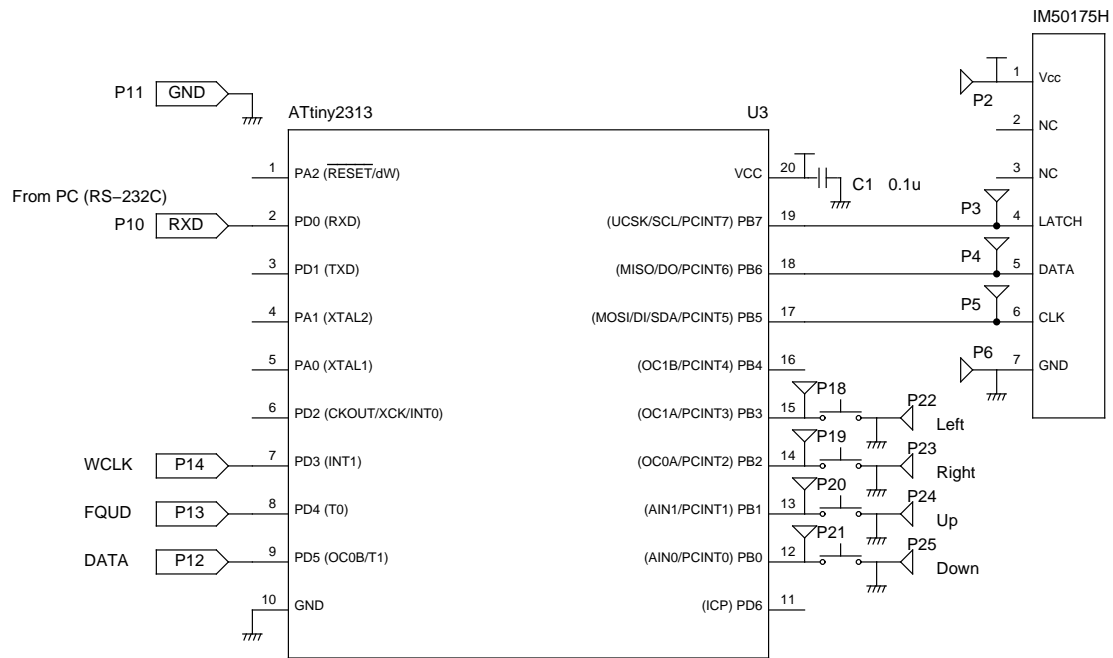 IM50175H
P11 GND
ATtiny2313 U3
P2 1 Vcc
2 NC
3 NC
1 PA2 (RESET/dW)
VCC 20
C1 0.1u
From PC (RS−232C)
P10 RXD 2 PD0 (RXD)
(UCSK/SCL/PCINT7) PB7 19
P3 4 LATCH
3 PD1 (TXD)
(MISO/DO/PCINT6) PB6 18
P4 5 DATA
4 PA1 (XTAL2)
(MOSI/DI/SDA/PCINT5) PB5 17
P5 6 CLK
5 PA0 (XTAL1)
(OC1B/PCINT4) PB4 16
P6 7 GND
6 PD2 (CKOUT/XCK/INT0)
(OC1A/PCINT3) PB3 15
P18 P22 Left
WCLK P14 7 PD3 (INT1)
(OC0A/PCINT2) PB2 14
P19 P23 Right
FQUD P13 8 PD4 (T0)
(AIN1/PCINT1) PB1 13
P20 P24 Up
DATA P12 9 PD5 (OC0B/T1)
(AIN0/PCINT0) PB0 12
P21 P25 Down
10 GND
(ICP) PD6 11